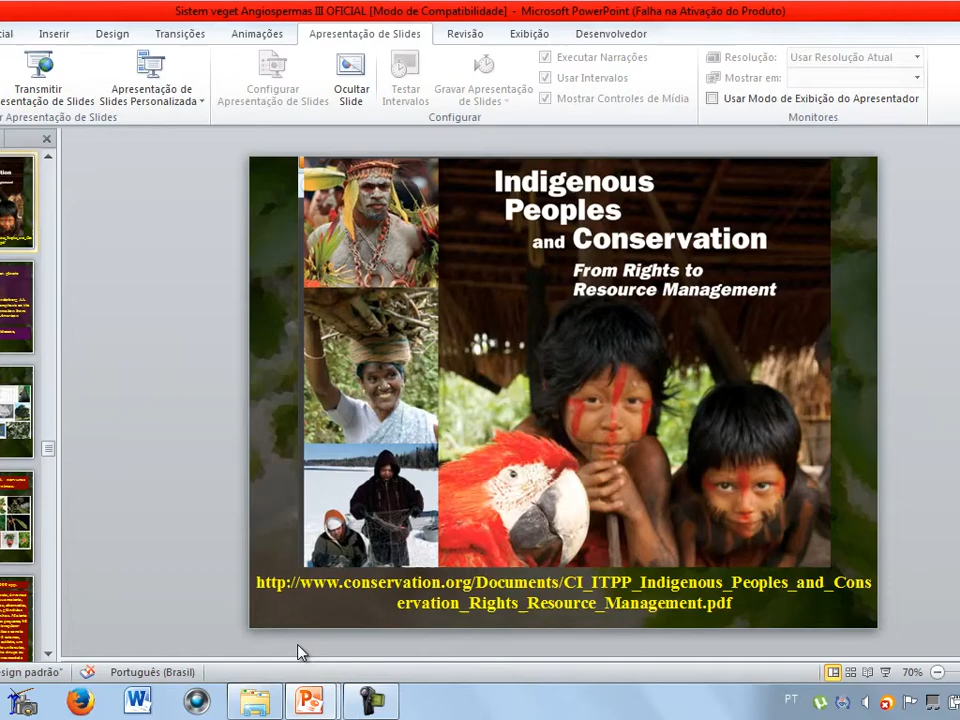 Sistem veget Angiospermas III OFICIAL [Modo de Compatibilidade] - Microsoft PowerPoint (Falha na Ativação do Produto)
Inserir Design Transições Animações Apresentação de Slides Revisão Exibição Desenvolvedor
Transmitir
Apresentação de
Slides Personalizada
Configurar
Apresentação de Slides
Ocultar
Slide
Testar
Intervalos
Gravar Apresentação
de Slides
Executar Narrações
Usar Intervalos
Mostrar Controles de Mídia
Configurar
Resolução: Usar Resolução Atual
Mostrar em:
Usar Modo de Exibição do Apresentador
Monitores
Apresentação de Slides
Indigenous
Peoples
and Conservation
From Rights to
Resource Management
http://www.conservation.org/Documents/CI_ITPP_Indigenous_Peoples_and_Cons
ervation_Rights_Resource_Management.pdf
padrão" Português (Brasil) 70%
PT